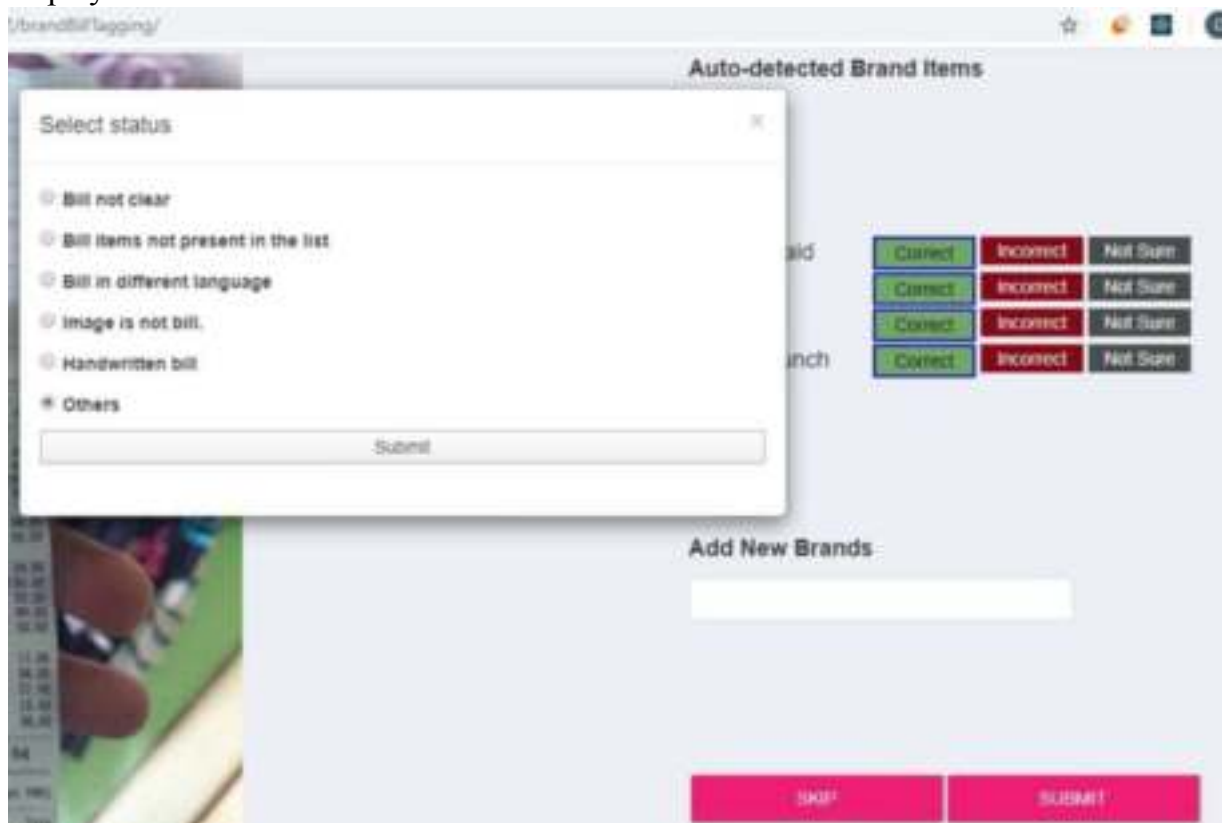 /brandBillTagging/
Auto-detected Brand Items
Select status
×
Bill not clear
Bill items not present in the list
Bill in different language
Image is not bill.
Handwritten bill
Others
Submit
aid Correct Incorrect Not Sure
Correct Incorrect Not Sure
Correct Incorrect Not Sure
unch Correct Incorrect Not Sure
Add New Brands
SKIP SUBMIT